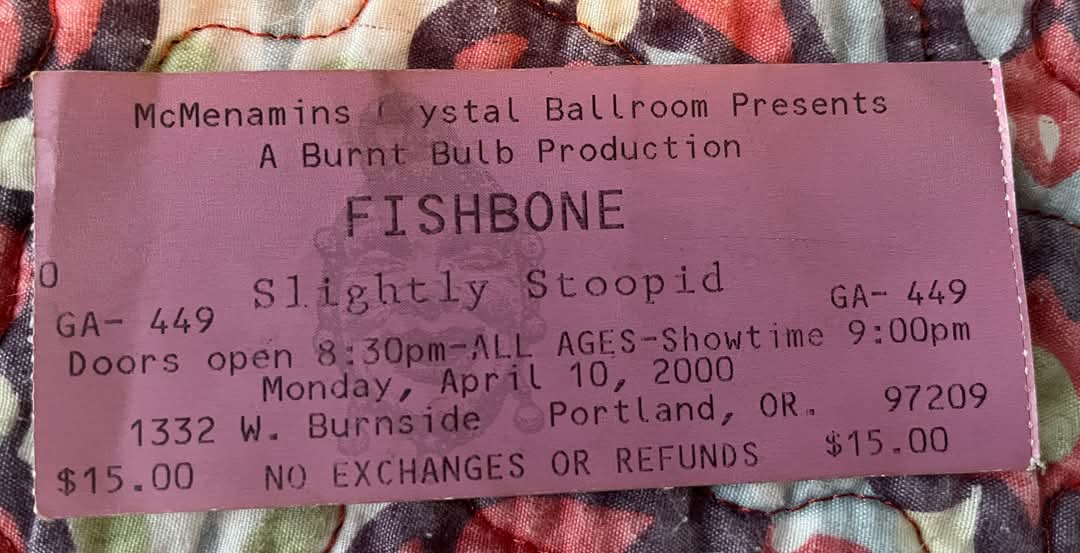 McMenamins C ystal Ballroom Presents
A Burnt Bulb Production
FISHBONE
Slightly Stoopid
0
GA- 449 GA- 449
Doors open 8:30pm-ALL AGES-Showtime 9:00pm
Monday, April 10, 2000
1332 W. Burnside Portland, OR. 97209
$15.00 NO EXCHANGES OR REFUNDS $15.00